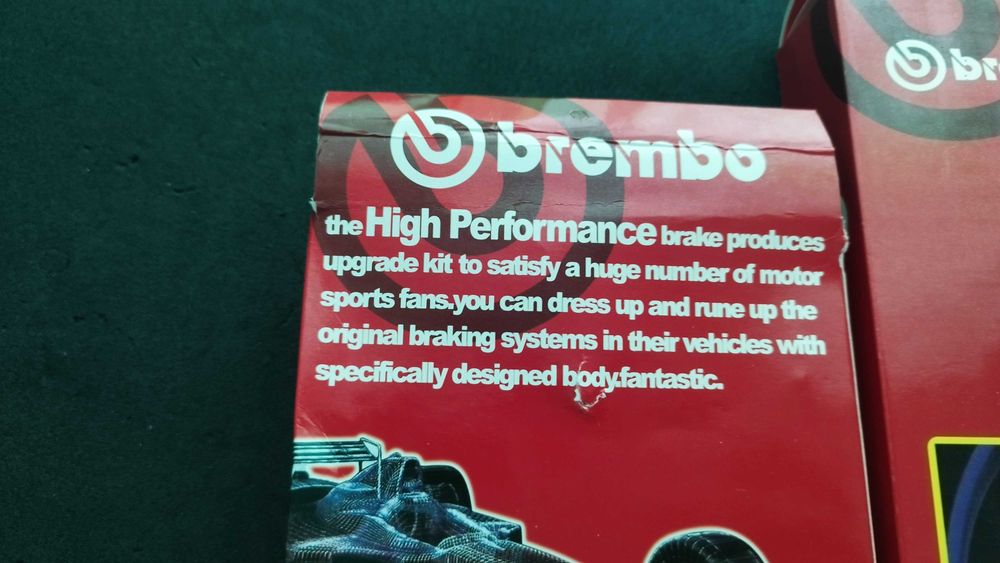 brembo
the High Performance brake produces
upgrade kit to satisfy a huge number of motor
sports fans.you can dress up and rune up the
original braking systems in their vehicles with
specifically designed body.fantastic.
br